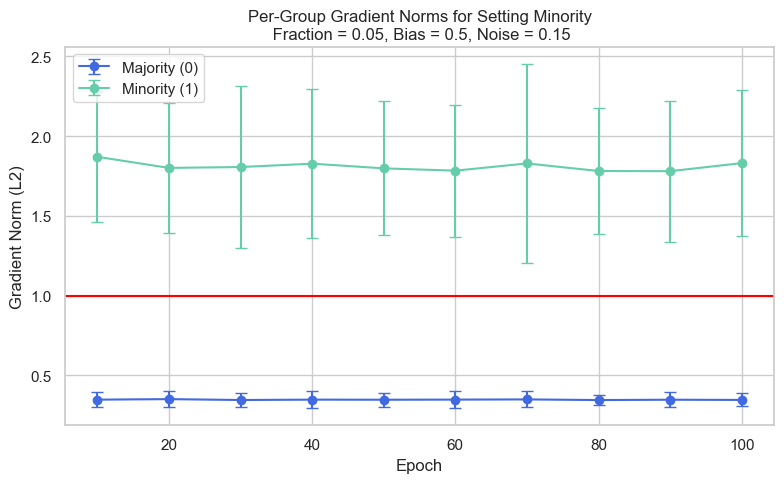 Per-Group Gradient Norms for Setting Minority
Fraction = 0.05, Bias = 0.5, Noise = 0.15
Majority (0)
Minority (1)
2.5
2.0
1.5
1.0
0.5
Gradient Norm (L2)
20
40
60
80
100
Epoch